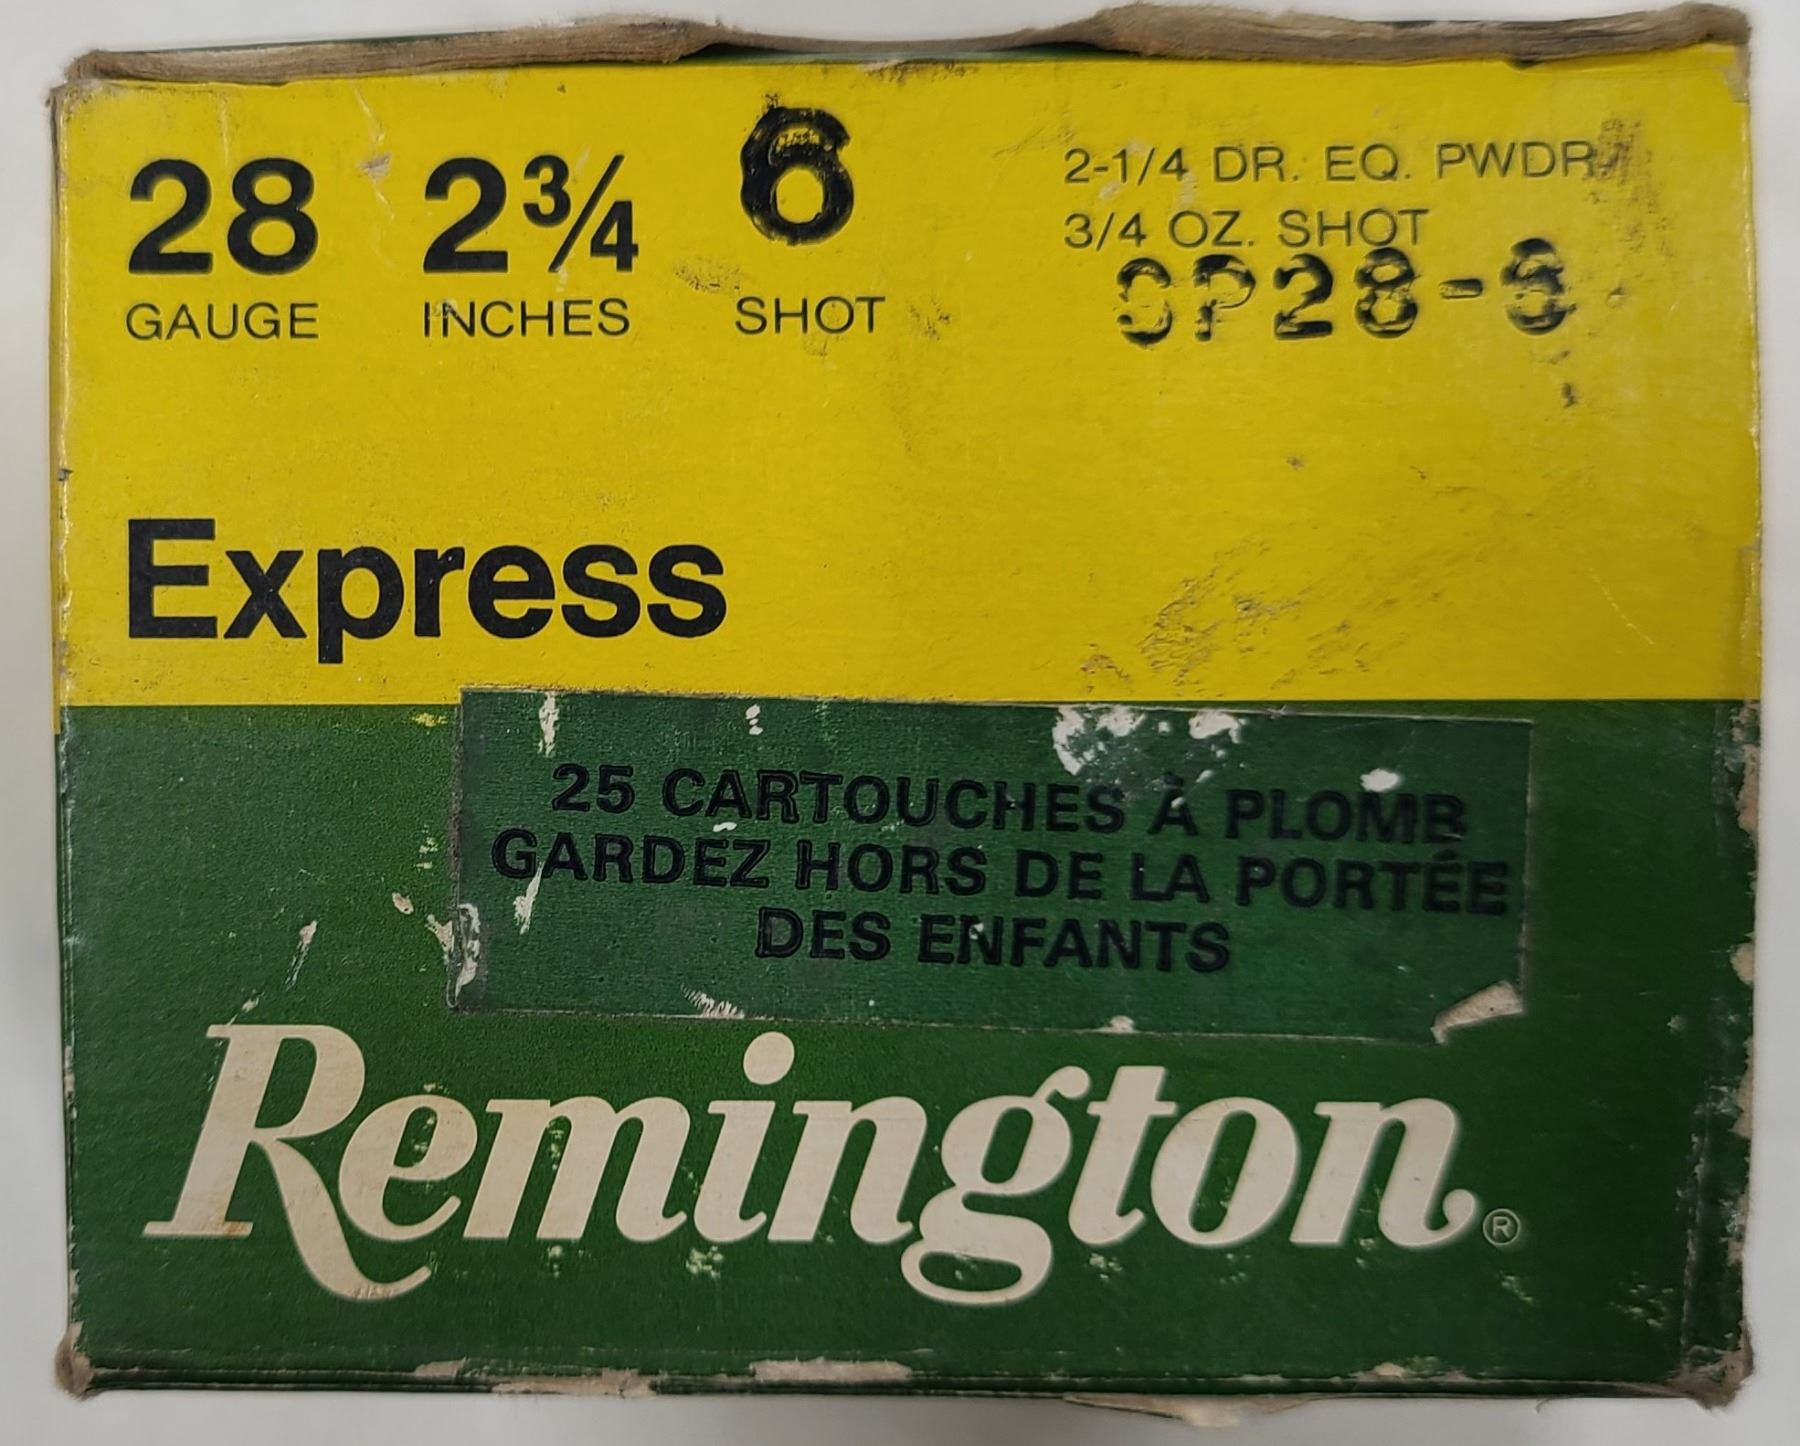 28 2¾ 6
GAUGE INCHES SHOT
2-1/4 DR. EQ. PWDR.
3/4 OZ. SHOT
Express
25 CARTOUCHES À PLOMB
GARDEZ HORS DE LA PORTÉE
DES ENFANTS
Remington®